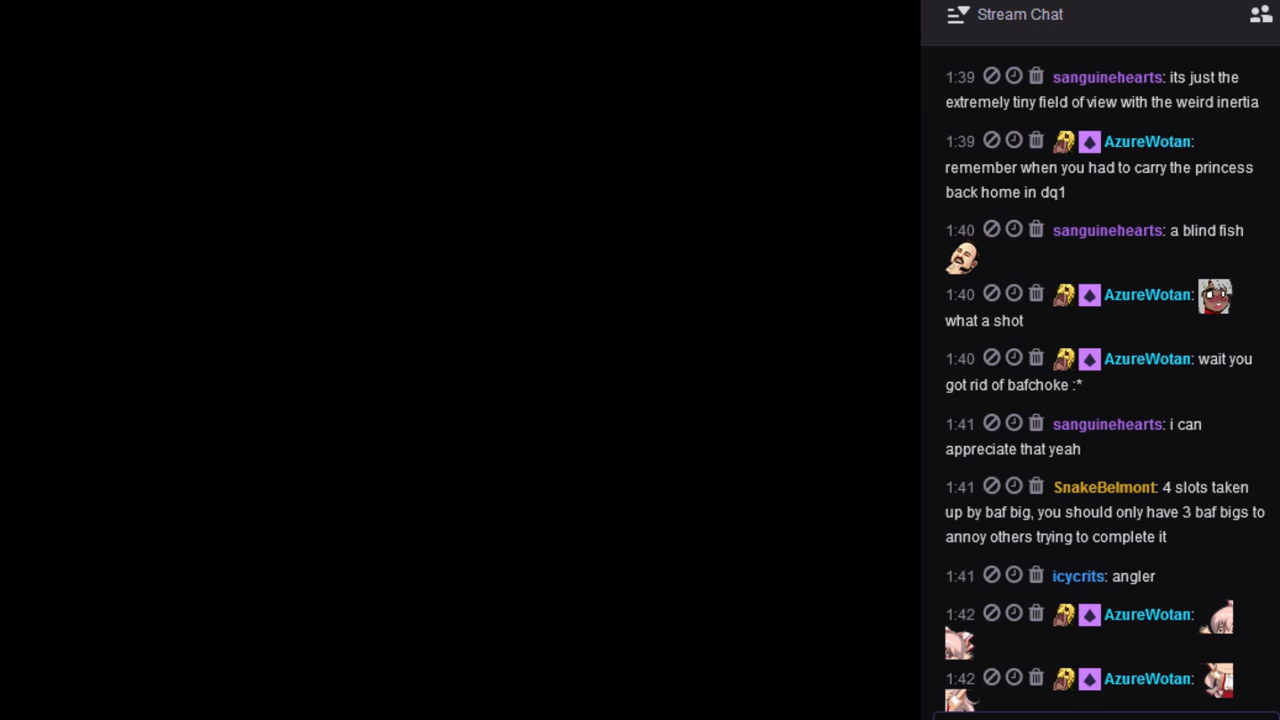 Stream Chat
1:39 sanguinehearts: its just the
extremely tiny field of view with the weird inertia
1:39 AzureWotan:
remember when you had to carry the princess
back home in dq1
1:40 sanguinehearts: a blind fish
1:40 AzureWotan:
what a shot
1:40 AzureWotan: wait you
got rid of bafchoke :*
1:41 sanguinehearts: i can
appreciate that yeah
1:41 SnakeBelmont: 4 slots taken
up by baf big, you should only have 3 baf bigs to
annoy others trying to complete it
1:41 icycrits: angler
1:42 AzureWotan:
1:42 AzureWotan: